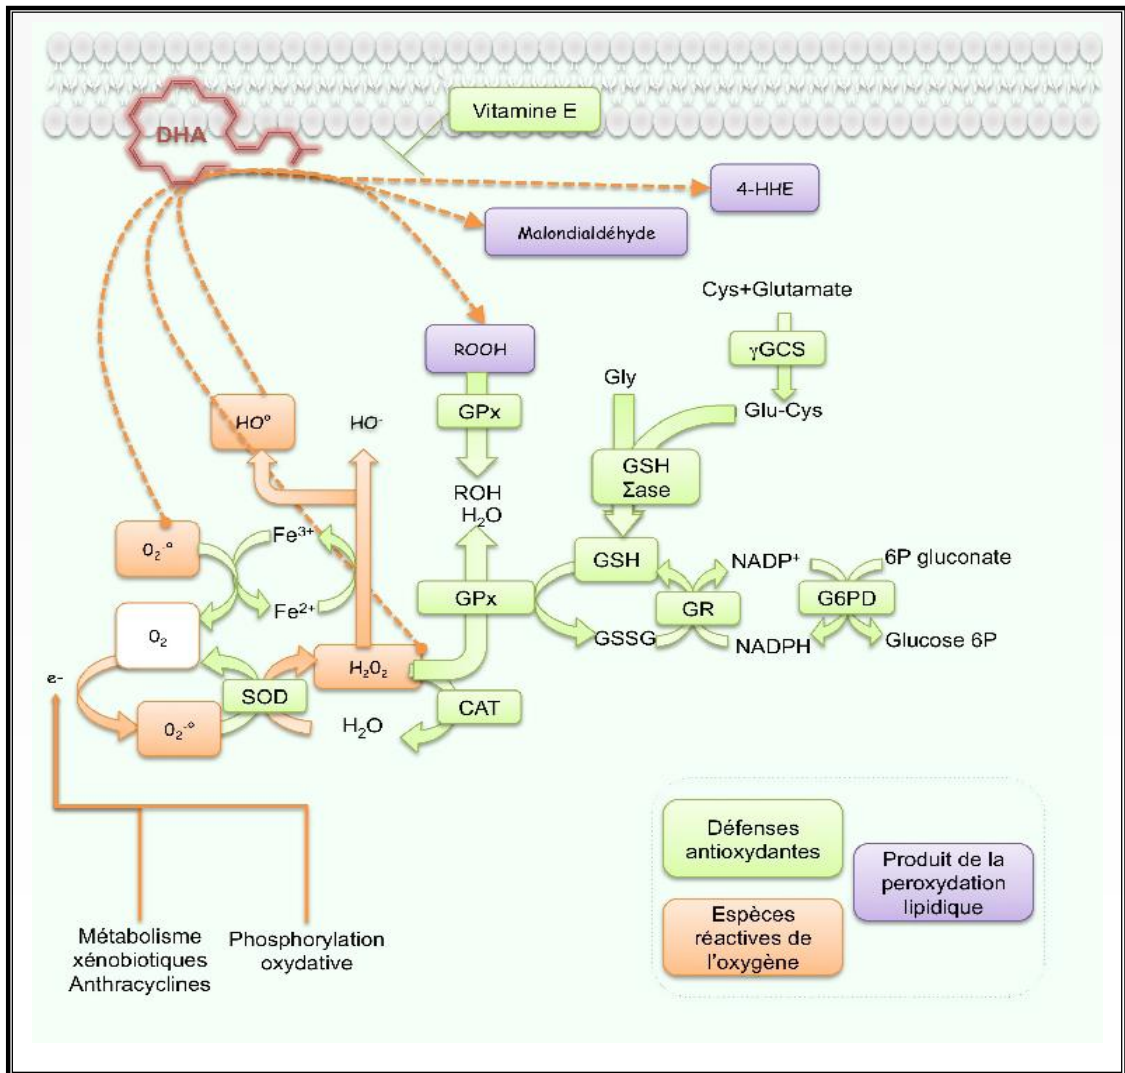 Vitamine E
DHA
4-HHE
Malondialdéhyde
Cys+Glutamate
ROOH
γGCS
Gly
Glu-Cys
GPx
HO°
HO-
GSH
Σase
ROH
H2O
O2-°
Fe3+
GSH
NADP+
6P gluconate
GPx
GR
G6PD
Fe2+
O2
GSSG
NADPH
Glucose 6P
H2O2
e-
SOD
CAT
O2-°
H2O
Défenses
antioxydantes
Produit de la
peroxydation
lipidique
Espèces
réactives de
l'oxygène
Métabolisme
xénobiotiques
Anthracyclines
Phosphorylation
oxydative